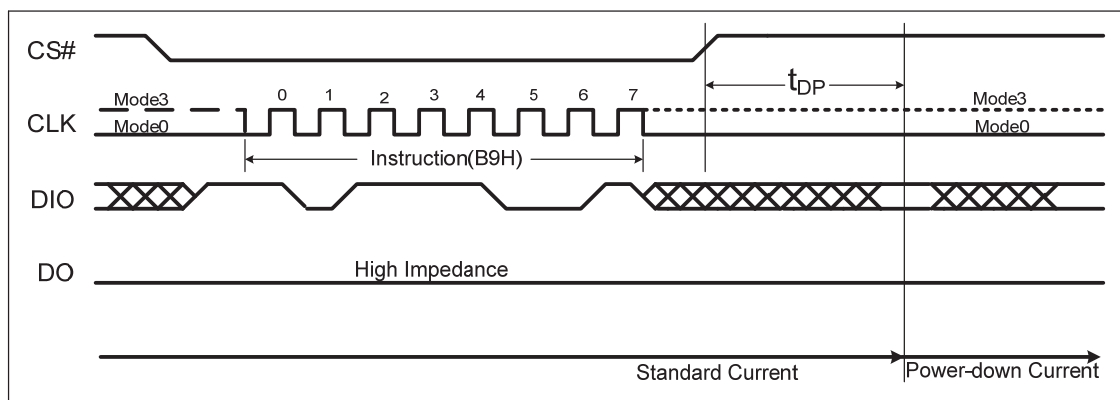 CS#
tDP
0 1 2 3 4 5 6 7
Mode3
Mode3
CLK
Mode0
Mode0
Instruction(B9H)
DIO
DO
High Impedance
Standard Current
Power-down Current